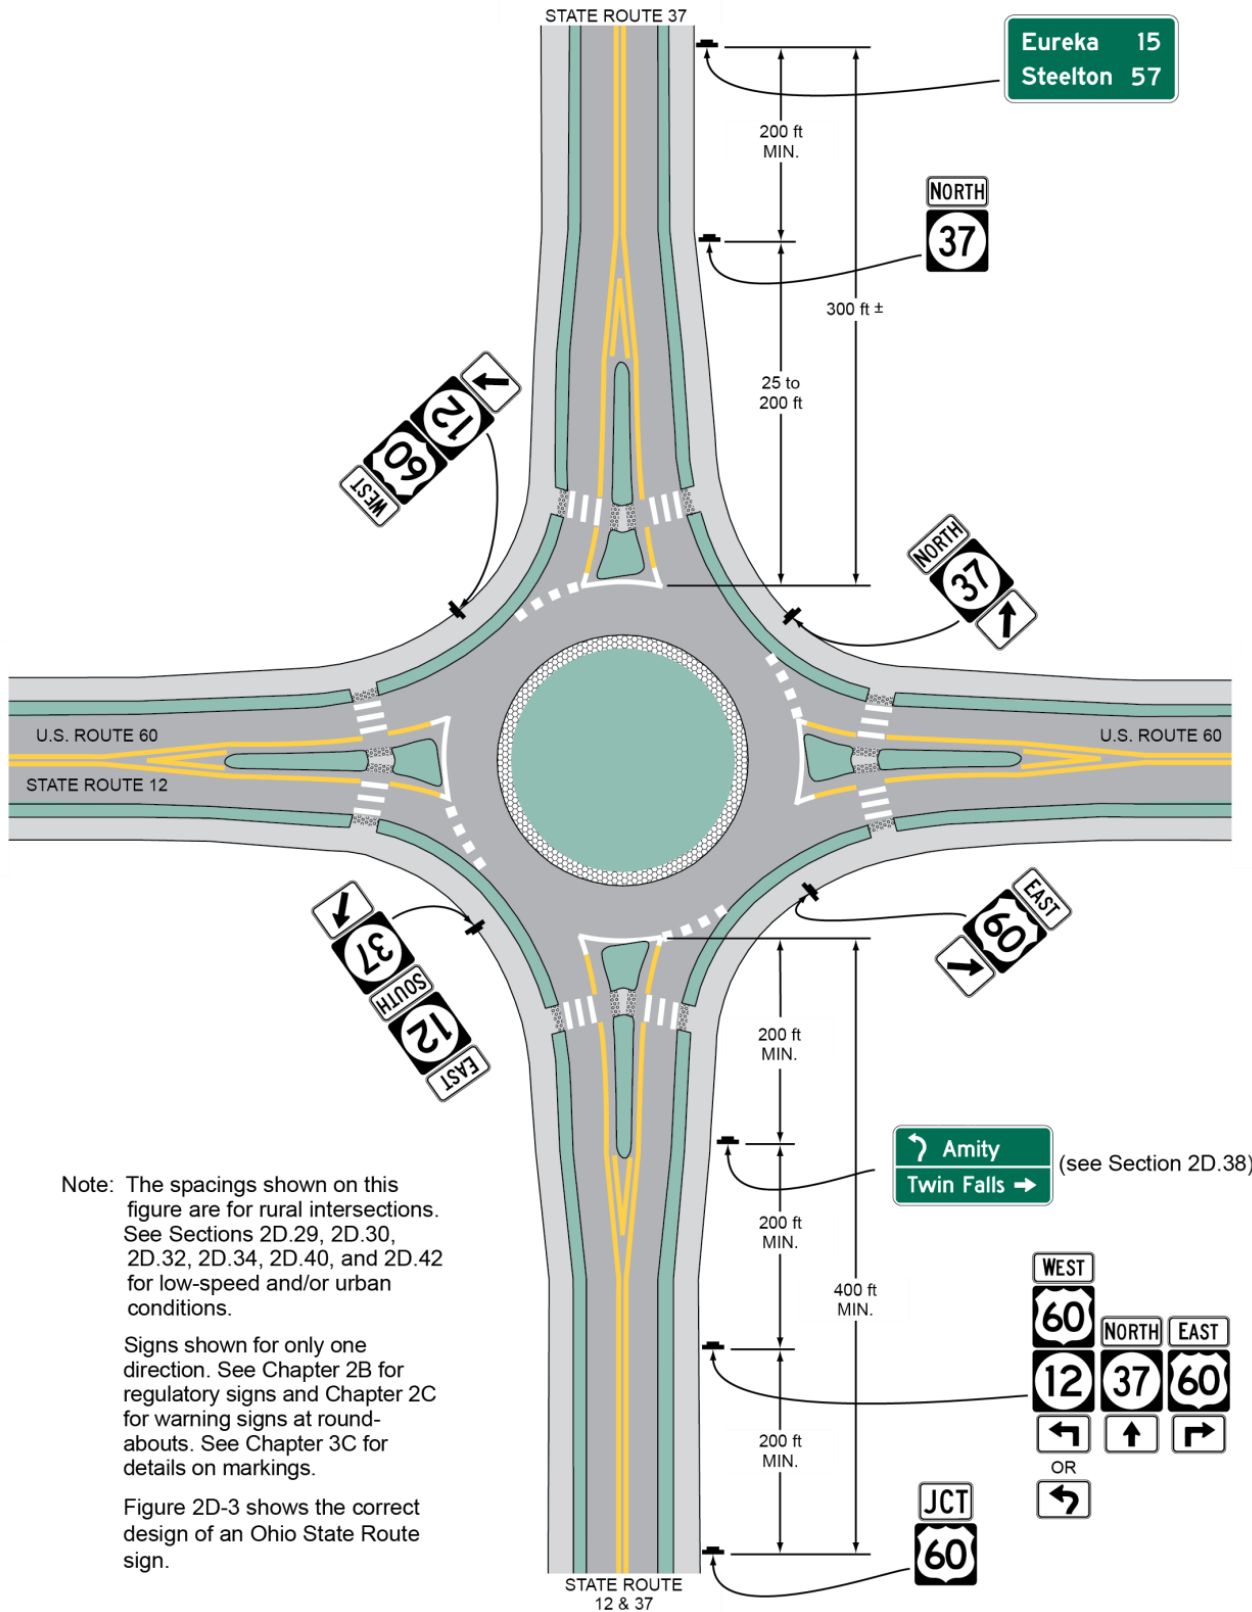 STATE ROUTE 37
Eureka 15
Steelton 57
200 ft
MIN.
NORTH
37
300 ft ±
25 to
200 ft
12
60
WEST
NORTH
37
U.S. ROUTE 60
STATE ROUTE 12
U.S. ROUTE 60
37
SOUTH
12
EAST
EAST
60
200 ft
MIN.
Amity
Twin Falls
(see Section 2D.38)
200 ft
MIN.
400 ft
MIN.
WEST
60
12
NORTH
37
EAST
60
OR
200 ft
MIN.
JCT
60
STATE ROUTE
12 & 37
Note: The spacings shown on this
figure are for rural intersections.
See Sections 2D.29, 2D.30,
2D.32, 2D.34, 2D.40, and 2D.42
for low-speed and/or urban
conditions.
Signs shown for only one
direction. See Chapter 2B for
regulatory signs and Chapter 2C
for warning signs at round-
abouts. See Chapter 3C for
details on markings.
Figure 2D-3 shows the correct
design of an Ohio State Route
sign.